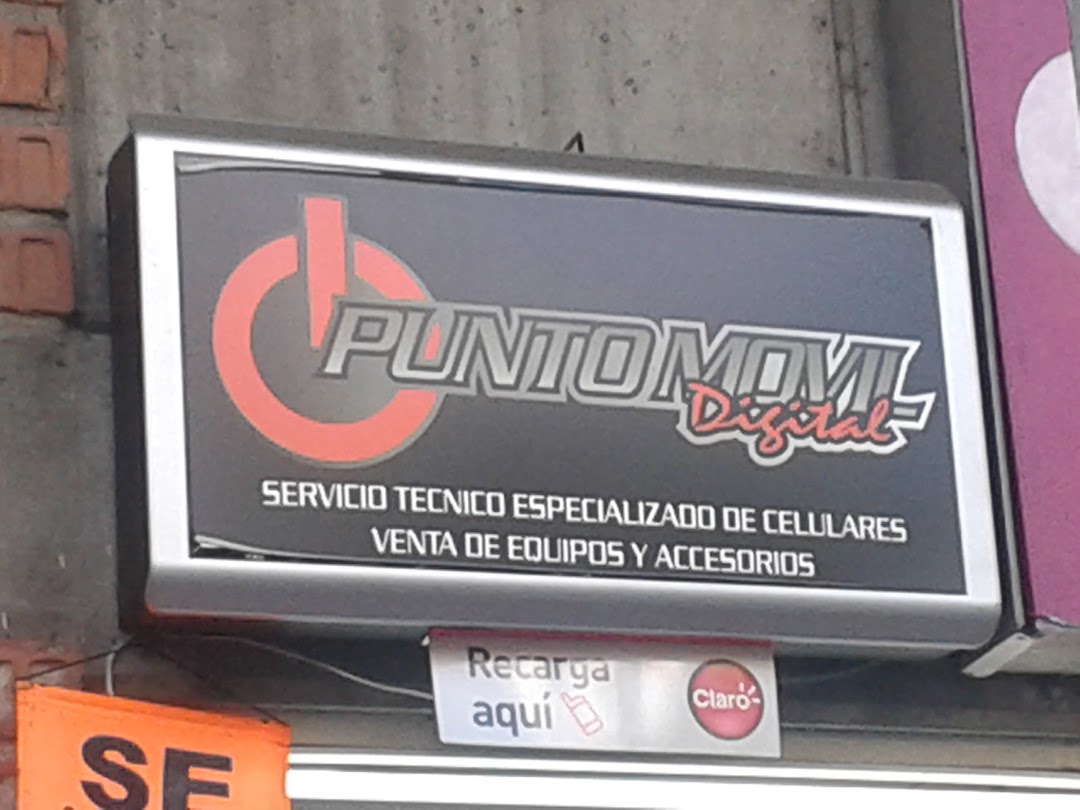 PUNTO MOVIL
Digital
SERVICIO TECNICO ESPECIALIZADO DE CELULARES
VENTA DE EQUIPOS Y ACCESORIOS
Recarga
aquí
Claro
SE